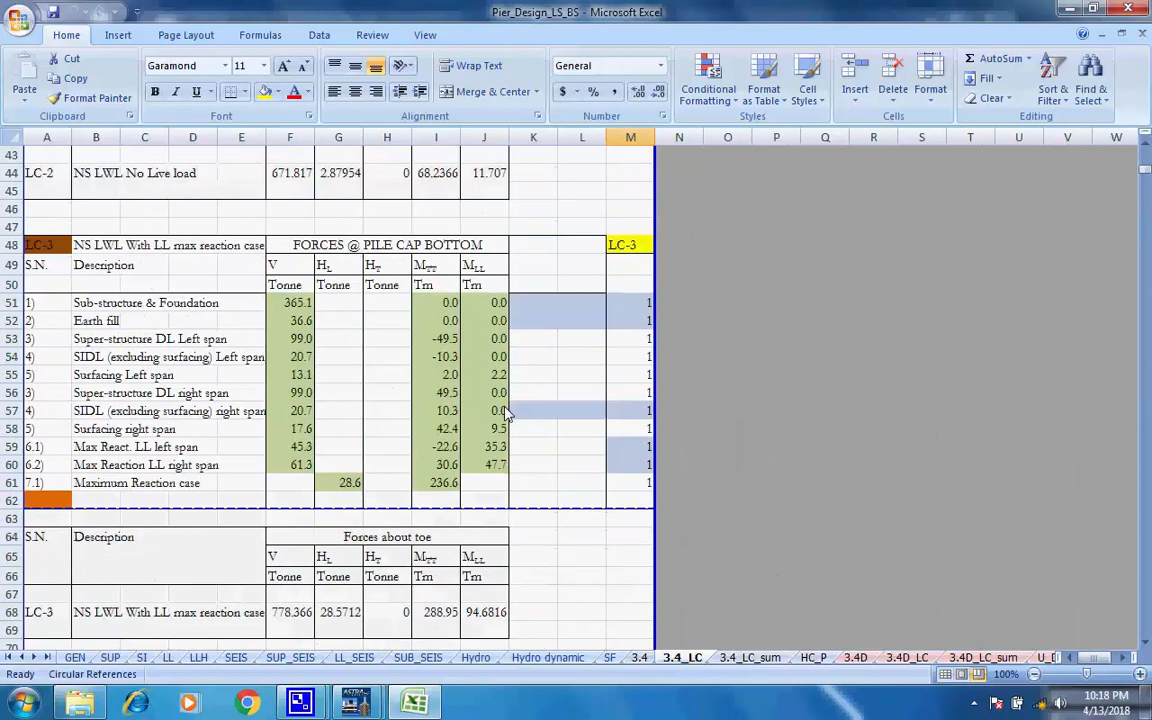 Pier_Design_LS_BS - Microsoft Excel
Home Insert Page Layout Formulas Data Review View
Cut
Copy
Format Painter
Paste
Clipboard
Garamond 11
B I U
Font
Wrap Text
Merge & Center
Alignment
General
$ % ,
Number
Conditional Formatting
Format as Table
Cell Styles
Styles
Insert Delete Format
Cells
AutoSum
Fill
Clear
Sort & Filter
Find & Select
Editing
A B C D E F G H I J K L M N O P Q R S T U V W
43
44 LC-2 NS LWL No Live load 671.817 2.87954 0 68.2366 11.707
45
46
47
48 LC-3 NS LWL With LL max reaction case FORCES @ PILE CAP BOTTOM LC-3
49 S.N. Description V HL HT MTT MLL
50 Tonne Tonne Tonne Tm Tm
51 1) Sub-structure & Foundation 365.1 0.0 0.0 1
52 2) Earth fill 36.6 0.0 0.0 1
53 3) Super-structure DL Left span 99.0 -49.5 0.0 1
54 4) SIDL (excluding surfacing) Left span 20.7 -10.3 0.0 1
55 5) Surfacing Left span 13.1 2.0 2.2 1
56 3) Super-structure DL right span 99.0 49.5 0.0 1
57 4) SIDL (excluding surfacing) right span 20.7 10.3 0.0 1
58 5) Surfacing right span 17.6 42.4 9.5 1
59 6.1) Max React. LL left span 45.3 -22.6 35.3 1
60 6.2) Max Reaction LL right span 61.3 30.6 47.7 1
61 7.1) Maximum Reaction case 28.6 236.6 1
62
63
64 S.N. Description Forces about toe
65 V HL HT MTT MLL
66 Tonne Tonne Tonne Tm Tm
67
68 LC-3 NS LWL With LL max reaction case 778.366 28.5712 0 288.95 94.6816
69
70
GEN SUP SI LL LLH SEIS SUP_SEIS LL_SEIS SUB_SEIS Hydro Hydro dynamic SF 3.4 3.4_LC 3.4_LC_sum HC_P 3.4D 3.4D_LC 3.4D_LC_sum U_D
Ready Circular References 100%
ASTRA
10:18 PM
4/13/2018